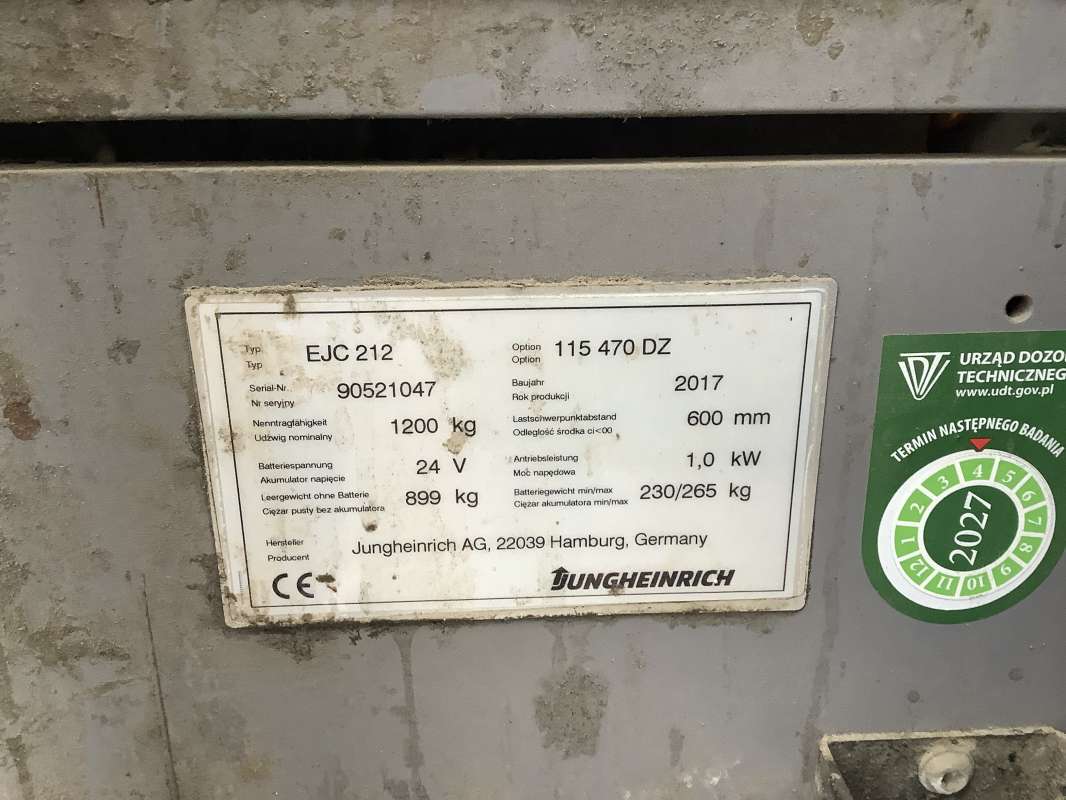 Typ EJC 212 Option 115 470 DZ
Typ Option
Serial-Nr. 90521047 Baujahr 2017
Nr seryjny Rok produkcji
Nenntragfähigkeit 1200 kg Lastschwerpunktabstand 600 mm
Udźwig nominalny Odległość środka ci<00
Batteriespannung 24 V Antriebsleistung 1,0 kW
Akumulator napięcie Moc napędowa
Leergewicht ohne Batterie 899 kg Batteriegewicht min/max 230/265 kg
Ciężar pusty bez akumulatora Ciężar akumulatora min/max
Hersteller Jungheinrich AG, 22039 Hamburg, Germany
Producent
CE JUNGHEINRICH
UDT URZĄD DOZORU
TECHNICZNEGO
www.udt.gov.pl
TERMIN NASTĘPNEGO BADANIA
1 2 3 4 5 6 7 8 9 10 11 12
2027